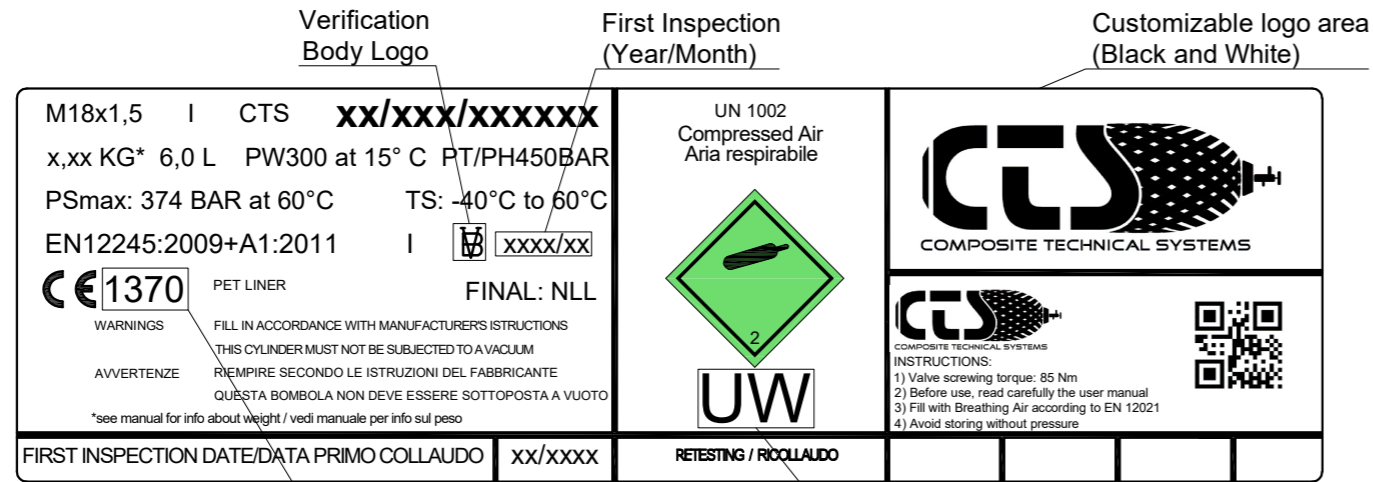 Verification
Body Logo
First Inspection
(Year/Month)
Customizable logo area
(Black and White)
M18x1,5 I CTS xx/xxx/xxxxxx
x,xx KG* 6,0 L PW300 at 15° C PT/PH450BAR
PSmax: 374 BAR at 60°C TS: -40°C to 60°C
EN12245:2009+A1:2011 I VB xxxx/xx
CE 1370 PET LINER FINAL: NLL
WARNINGS FILL IN ACCORDANCE WITH MANUFACTURER'S ISTRUCTIONS
THIS CYLINDER MUST NOT BE SUBJECTED TO A VACUUM
AVVERTENZE RIEMPIRE SECONDO LE ISTRUZIONI DEL FABBRICANTE
QUESTA BOMBOLA NON DEVE ESSERE SOTTOPOSTA A VUOTO
*see manual for info about weight / vedi manuale per info sul peso
FIRST INSPECTION DATE/DATA PRIMO COLLAUDO xx/xxxx
UN 1002
Compressed Air
Aria respirabile
2
UW
RETESTING / RICOLLAUDO
CTS
COMPOSITE TECHNICAL SYSTEMS
CTS
COMPOSITE TECHNICAL SYSTEMS
INSTRUCTIONS:
1) Valve screwing torque: 85 Nm
2) Before use, read carefully the user manual
3) Fill with Breathing Air according to EN 12021
4) Avoid storing without pressure